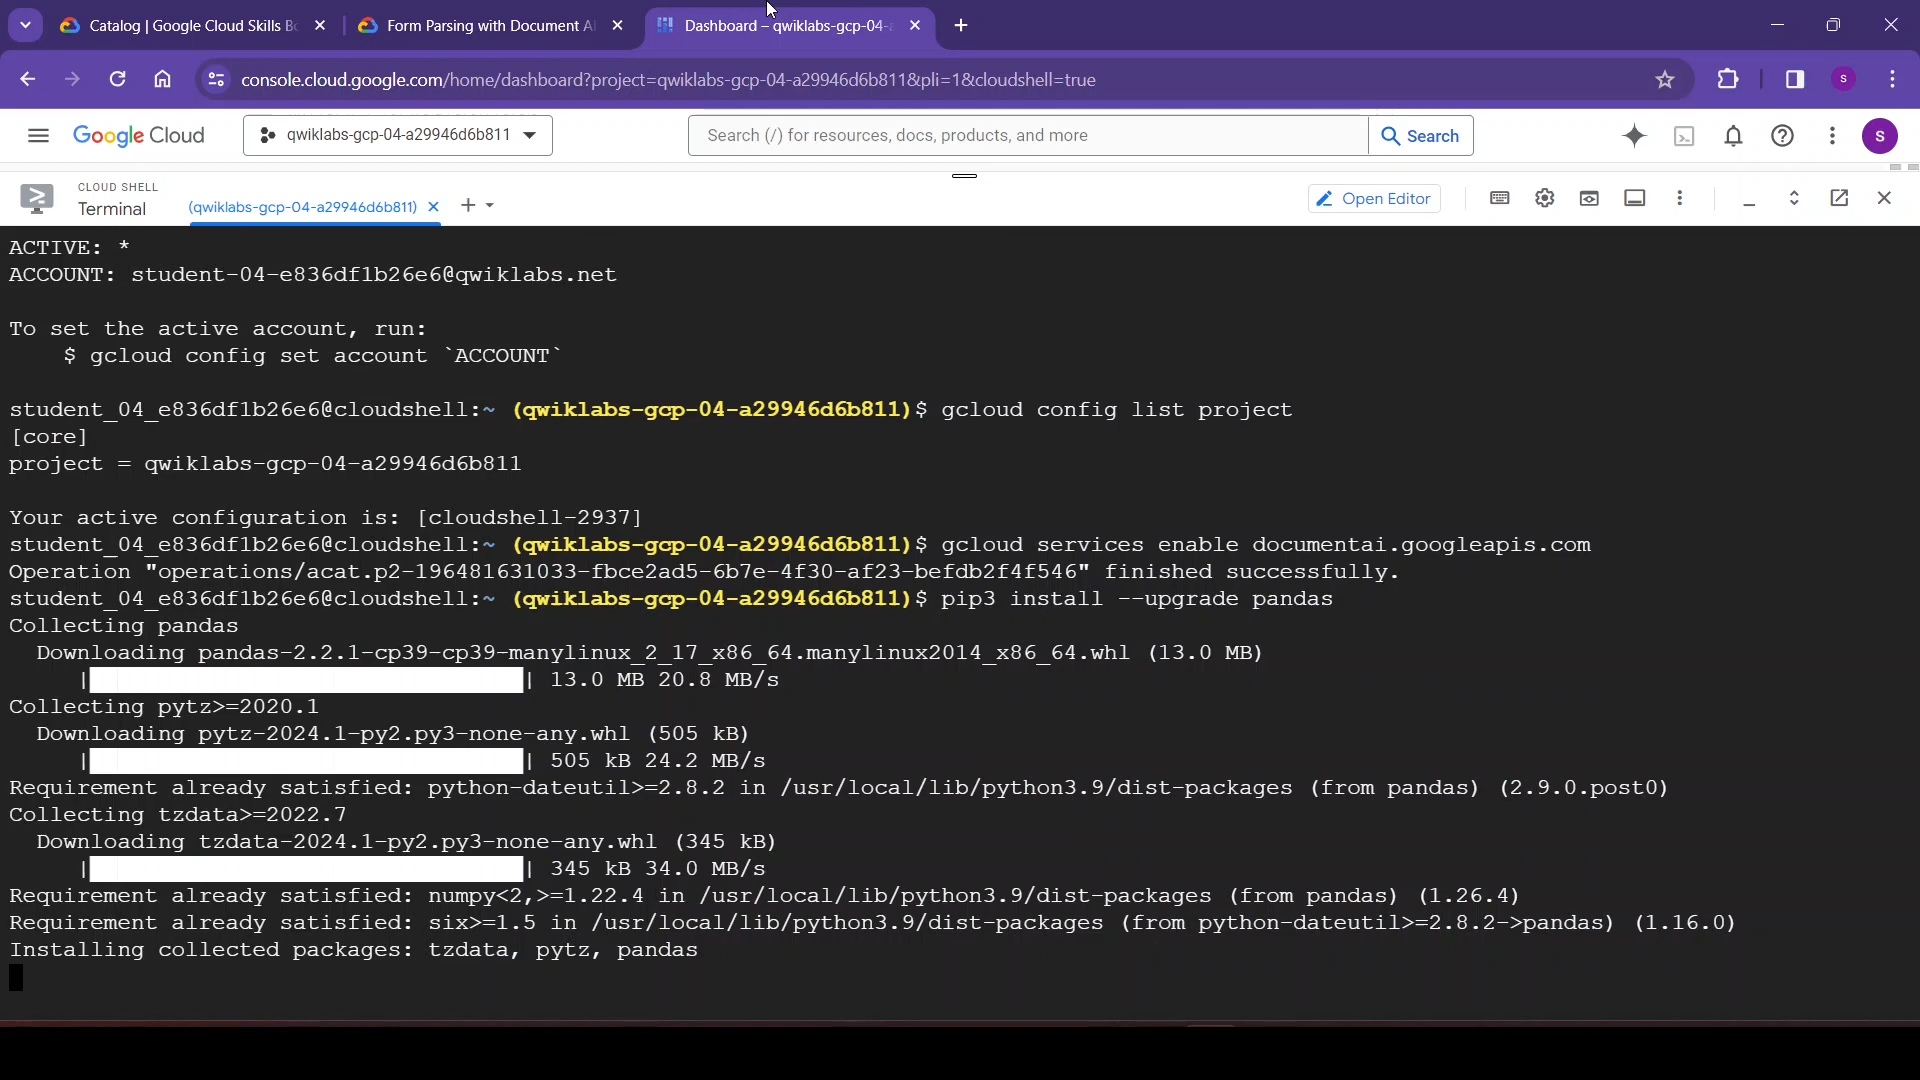 Catalog | Google Cloud Skills Bo
Form Parsing with Document AI
Dashboard – qwiklabs-gcp-04-a
console.cloud.google.com/home/dashboard?project=qwiklabs-gcp-04-a29946d6b811&pli=1&cloudshell=true
S
Google Cloud
qwiklabs-gcp-04-a29946d6b811
Search (/) for resources, docs, products, and more
Search
S
CLOUD SHELL
Terminal
(qwiklabs-gcp-04-a29946d6b811)
Open Editor
ACTIVE: *
ACCOUNT: student-04-e836df1b26e6@qwiklabs.net
To set the active account, run:
$ gcloud config set account `ACCOUNT`
student_04_e836df1b26e6@cloudshell:~ (qwiklabs-gcp-04-a29946d6b811)$ gcloud config list project
[core]
project = qwiklabs-gcp-04-a29946d6b811
Your active configuration is: [cloudshell-2937]
student_04_e836df1b26e6@cloudshell:~ (qwiklabs-gcp-04-a29946d6b811)$ gcloud services enable documentai.googleapis.com
Operation "operations/acat.p2-196481631033-fbce2ad5-6b7e-4f30-af23-befdb2f4f546" finished successfully.
student_04_e836df1b26e6@cloudshell:~ (qwiklabs-gcp-04-a29946d6b811)$ pip3 install --upgrade pandas
Collecting pandas
Downloading pandas-2.2.1-cp39-cp39-manylinux_2_17_x86_64.manylinux2014_x86_64.whl (13.0 MB)
| | 13.0 MB 20.8 MB/s
Collecting pytz>=2020.1
Downloading pytz-2024.1-py2.py3-none-any.whl (505 kB)
| | 505 kB 24.2 MB/s
Requirement already satisfied: python-dateutil>=2.8.2 in /usr/local/lib/python3.9/dist-packages (from pandas) (2.9.0.post0)
Collecting tzdata>=2022.7
Downloading tzdata-2024.1-py2.py3-none-any.whl (345 kB)
| | 345 kB 34.0 MB/s
Requirement already satisfied: numpy<2,>=1.22.4 in /usr/local/lib/python3.9/dist-packages (from pandas) (1.26.4)
Requirement already satisfied: six>=1.5 in /usr/local/lib/python3.9/dist-packages (from python-dateutil>=2.8.2->pandas) (1.16.0)
Installing collected packages: tzdata, pytz, pandas